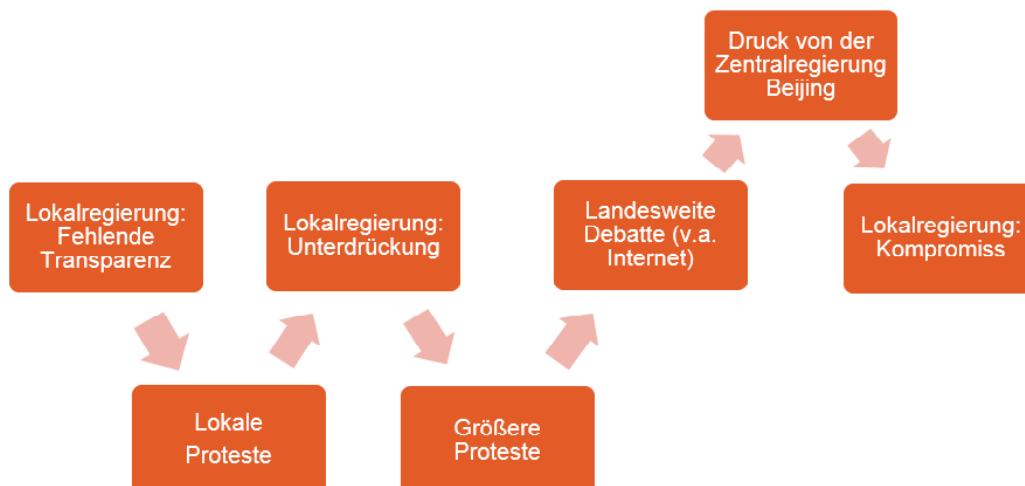 Lokalregierung:
Fehlende
Transparenz
Lokale
Proteste
Lokalregierung:
Unterdrückung
Größere
Proteste
Landesweite
Debatte (v.a.
Internet)
Druck von der
Zentralregierung
Beijing
Lokalregierung:
Kompromiss